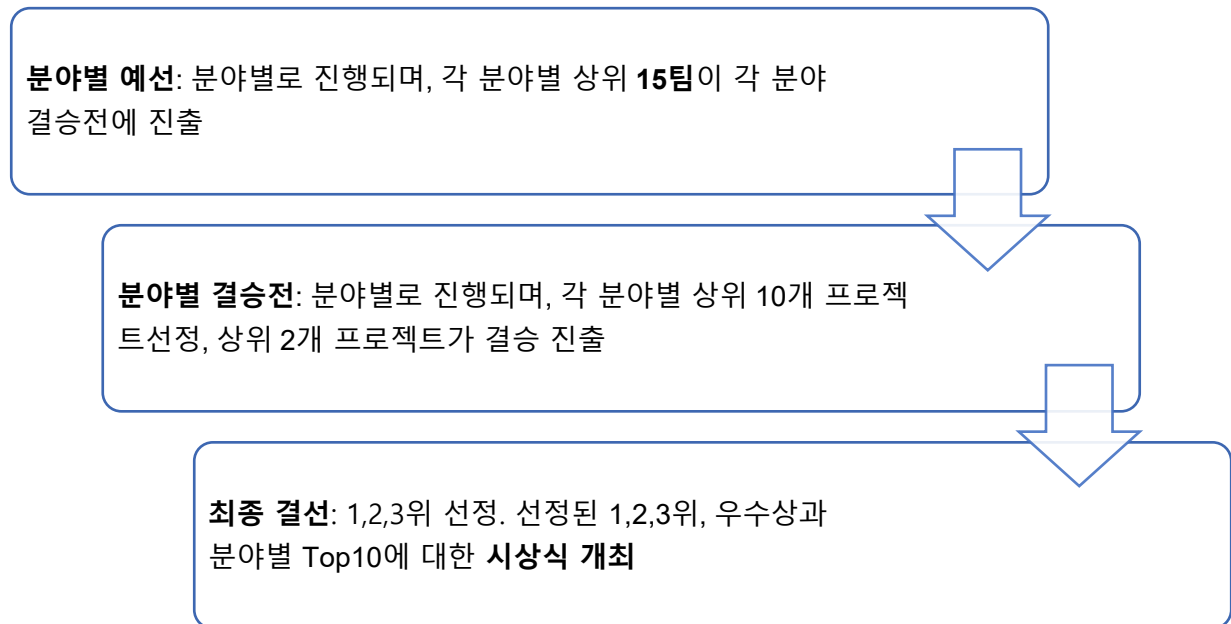 분야별 예선: 분야별로 진행되며, 각 분야별 상위 15팀이 각 분야
결승전에 진출
분야별 결승전: 분야별로 진행되며, 각 분야별 상위 10개 프로젝
트선정, 상위 2개 프로젝트가 결승 진출
최종 결선: 1,2,3위 선정. 선정된 1,2,3위, 우수상과
분야별 Top10에 대한 시상식 개최